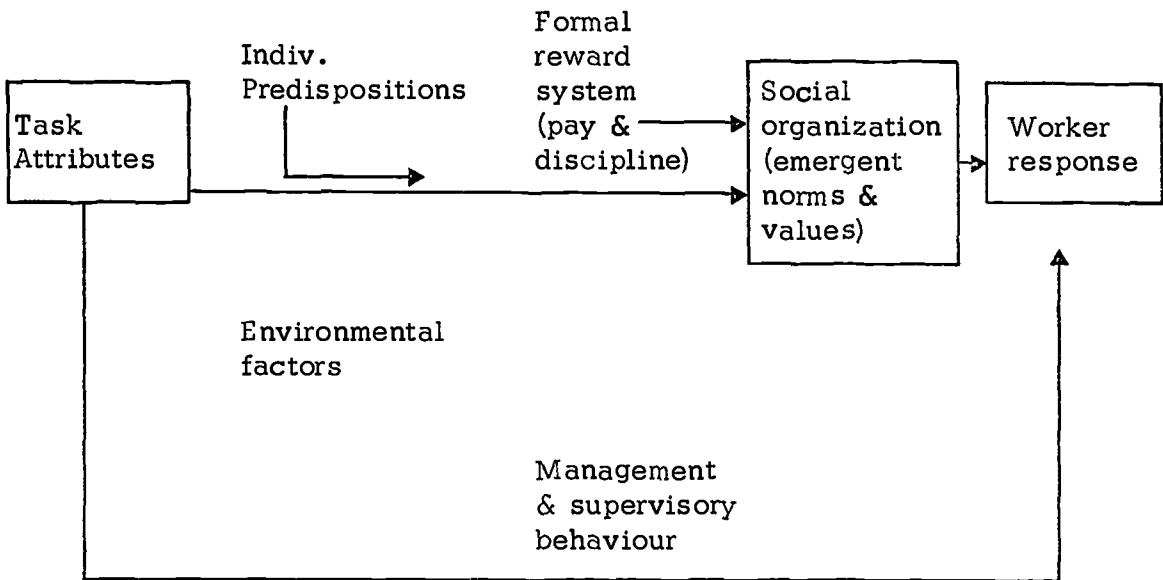 Task
Attributes
Indiv.
Predispositions
Formal
reward
system
(pay &
discipline)
Social
organization
(emergent
norms &
values)
Worker
response
Environmental
factors
Management
& supervisory
behaviour